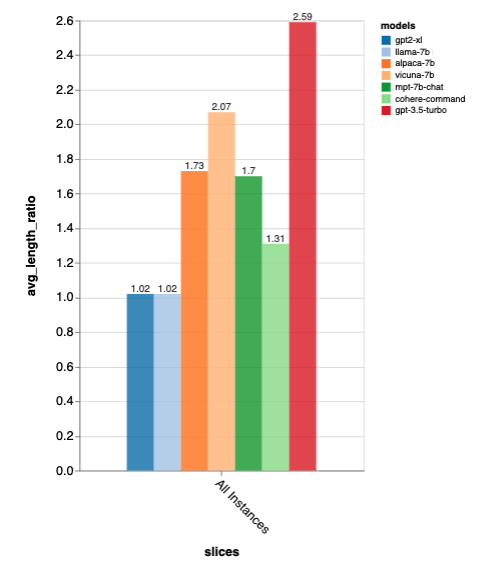 2.6
2.4
2.2
2.0
1.8
1.6
1.4
1.2
1.0
0.8
0.6
0.4
0.2
0.0
avg_length_ratio
1.02
1.02
1.73
2.07
1.7
1.31
2.59
All Instances
slices
models
gpt2-xl
llama-7b
alpaca-7b
vicuna-7b
mpt-7b-chat
cohere-command
gpt-3.5-turbo